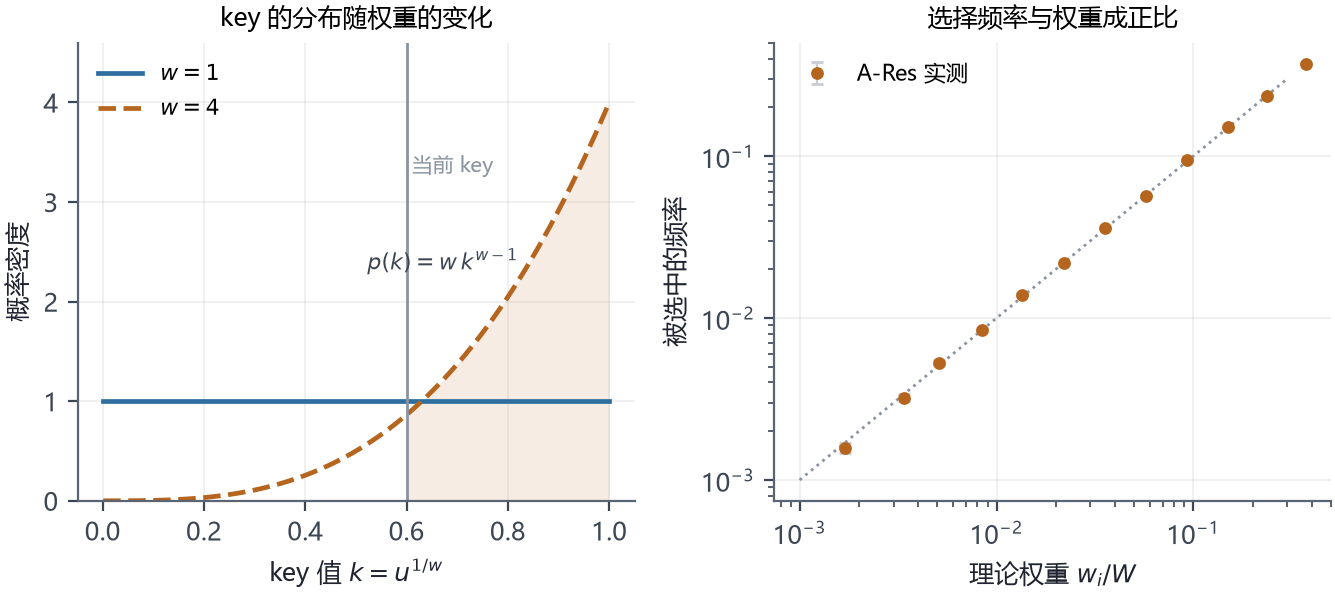 key 的分布随权重的变化
w = 1
w = 4
当前 key
p(k) = w k^{w−1}
概率密度
0
1
2
3
4
0.0 0.2 0.4 0.6 0.8 1.0
key 值 k = u^{1/w}
选择频率与权重成正比
A-Res 实测
被选中的频率
10^{-1}
10^{-2}
10^{-3}
10^{-3} 10^{-2} 10^{-1}
理论权重 w_i/W